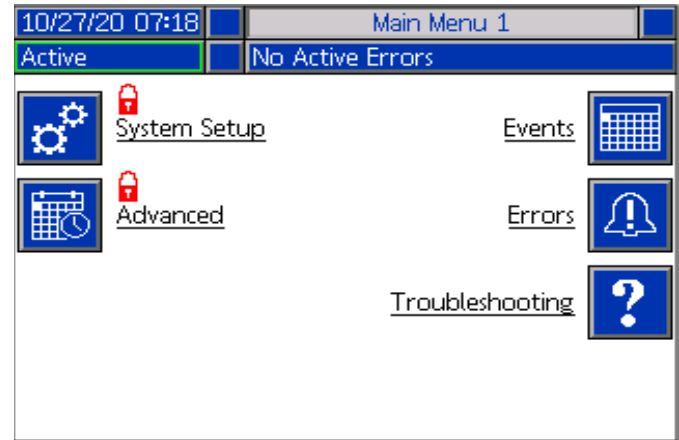 10/27/20 07:18 Main Menu 1
Active No Active Errors
System Setup Events
Advanced Errors
Troubleshooting